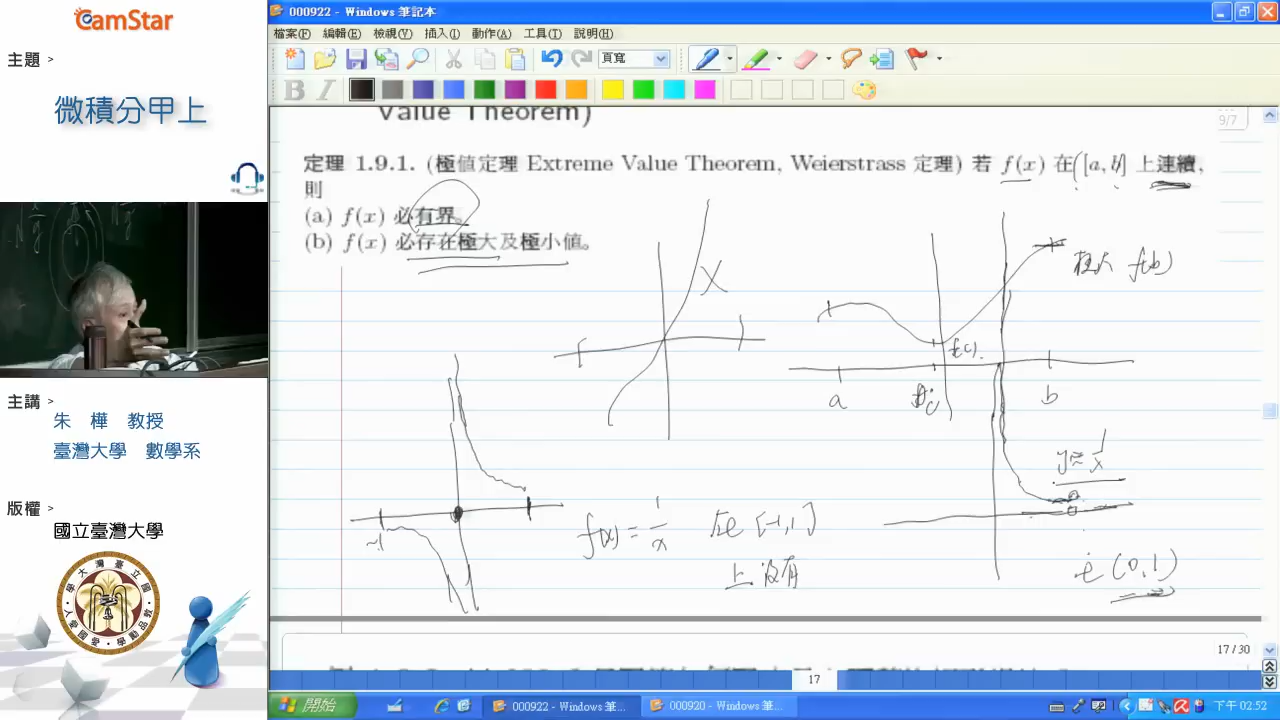 CamStar
主題 >
微積分甲上
主講 >
朱 樺 教授
臺灣大學 數學系
版權 >
國立臺灣大學
000922 - Windows 筆記本
檔案(F) 編輯(E) 檢視(V) 插入(I) 動作(A) 工具(T) 說明(H)
頁寬
B I
Value Theorem)
9/7
定理 1.9.1. (極值定理 Extreme Value Theorem, Weierstrass 定理) 若 f(x) 在 [a, b] 上連續,
則
(a) f(x) 必有界。
(b) f(x) 必存在極大及極小值。
極大 f(b)
f(c).
a
c
b
y = 1/x
-1
f(x) = 1/x 在 [-1, 1]
上沒有
在 (0, 1)
17 / 30
17
開始
000922 - Windows 筆...
000920 - Windows 筆...
下午 02:52